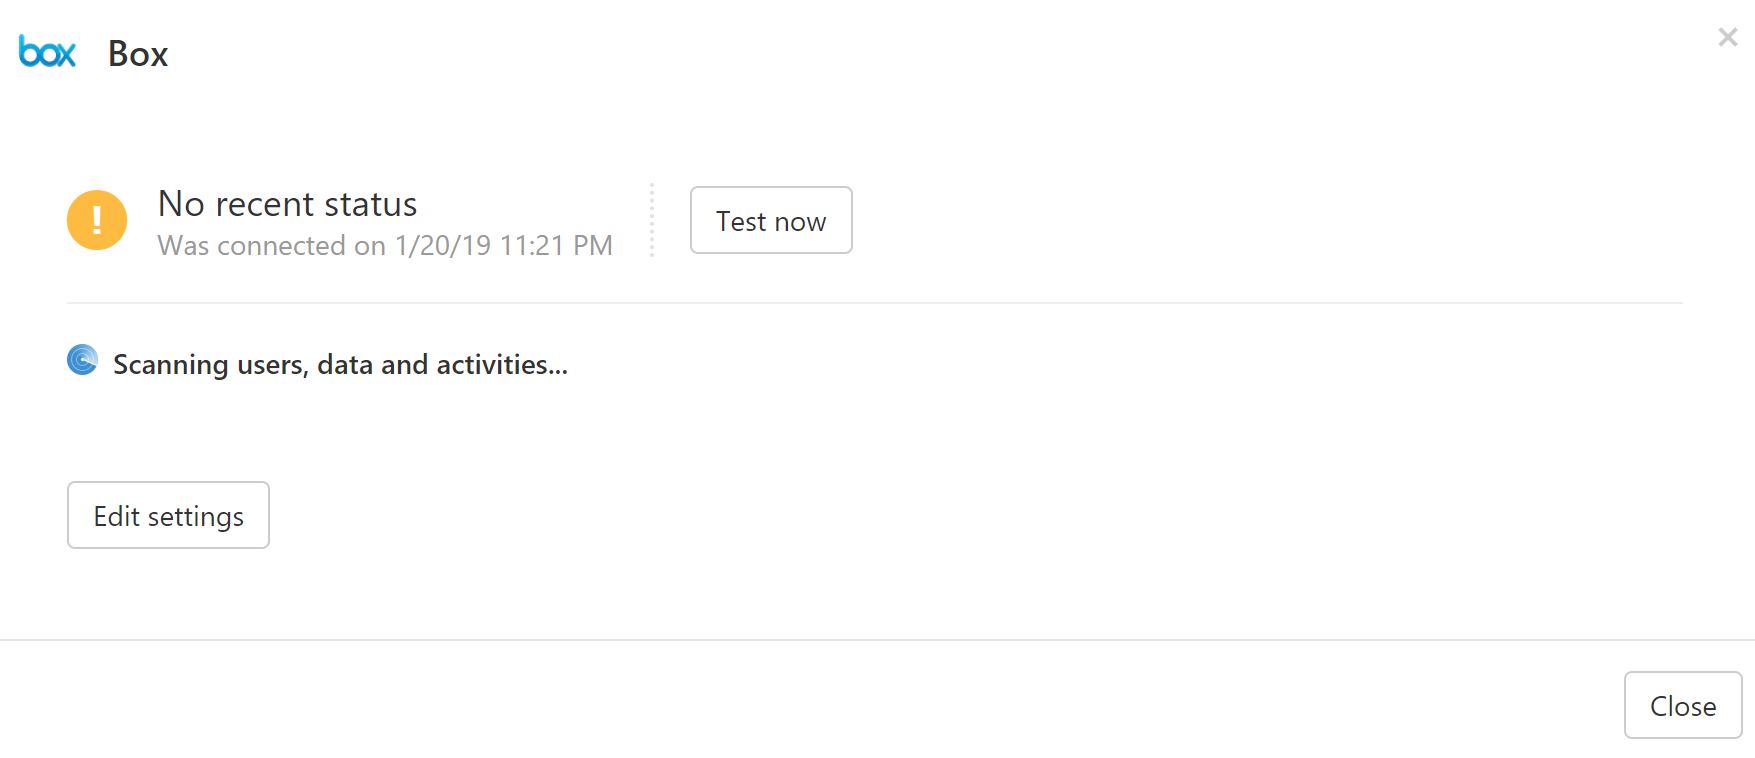 box Box
×
No recent status
Was connected on 1/20/19 11:21 PM
Test now
Scanning users, data and activities...
Edit settings
Close